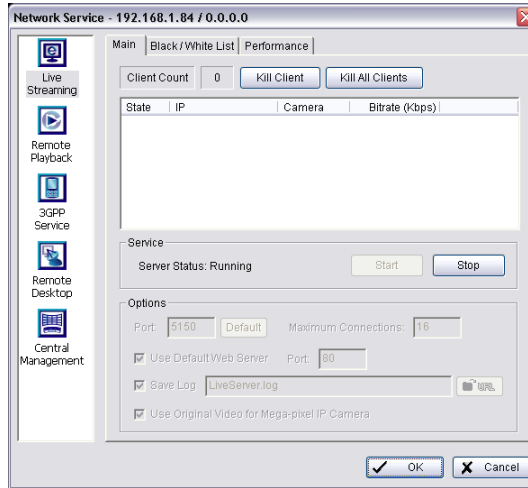 Network Service - 192.168.1.84 / 0.0.0.0
Live Streaming
Remote Playback
3GPP Service
Remote Desktop
Central Management
Main Black / White List Performance
Client Count 0 Kill Client Kill All Clients
State IP Camera Bitrate (Kbps)
Service
Server Status: Running Start Stop
Options
Port: 5150 Default Maximum Connections: 16
Use Default Web Server Port: 80
Save Log LiveServer.log URL
Use Original Video for Mega-pixel IP Camera
OK Cancel